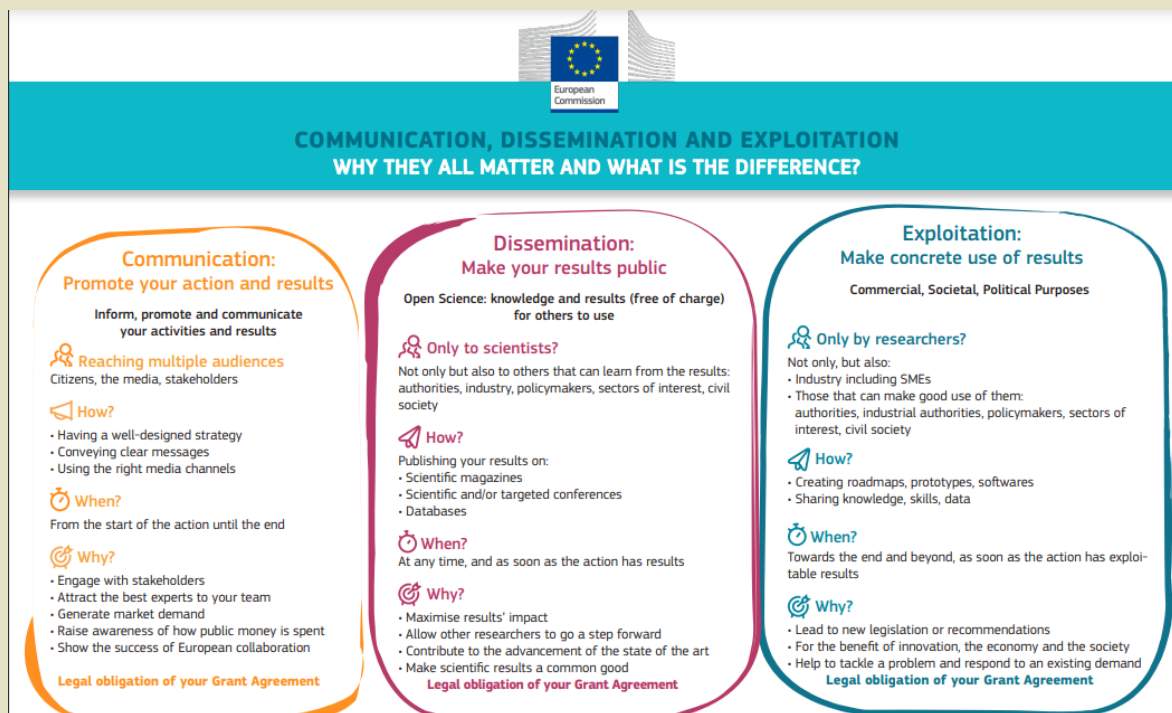 European
Commission
COMMUNICATION, DISSEMINATION AND EXPLOITATION
WHY THEY ALL MATTER AND WHAT IS THE DIFFERENCE?
Communication:
Promote your action and results
Inform, promote and communicate
your activities and results
Reaching multiple audiences
Citizens, the media, stakeholders
How?
• Having a well-designed strategy
• Conveying clear messages
• Using the right media channels
When?
From the start of the action until the end
Why?
• Engage with stakeholders
• Attract the best experts to your team
• Generate market demand
• Raise awareness of how public money is spent
• Show the success of European collaboration
Legal obligation of your Grant Agreement
Dissemination:
Make your results public
Open Science: knowledge and results (free of charge)
for others to use
Only to scientists?
Not only but also to others that can learn from the results:
authorities, industry, policymakers, sectors of interest, civil
society
How?
Publishing your results on:
• Scientific magazines
• Scientific and/or targeted conferences
• Databases
When?
At any time, and as soon as the action has results
Why?
• Maximise results' impact
• Allow other researchers to go a step forward
• Contribute to the advancement of the state of the art
• Make scientific results a common good
Legal obligation of your Grant Agreement
Exploitation:
Make concrete use of results
Commercial, Societal, Political Purposes
Only by researchers?
Not only, but also:
• Industry including SMEs
• Those that can make good use of them:
authorities, industrial authorities, policymakers, sectors of
interest, civil society
How?
• Creating roadmaps, prototypes, softwares
• Sharing knowledge, skills, data
When?
Towards the end and beyond, as soon as the action has exploi-
table results
Why?
• Lead to new legislation or recommendations
• For the benefit of innovation, the economy and the society
• Help to tackle a problem and respond to an existing demand
Legal obligation of your Grant Agreement